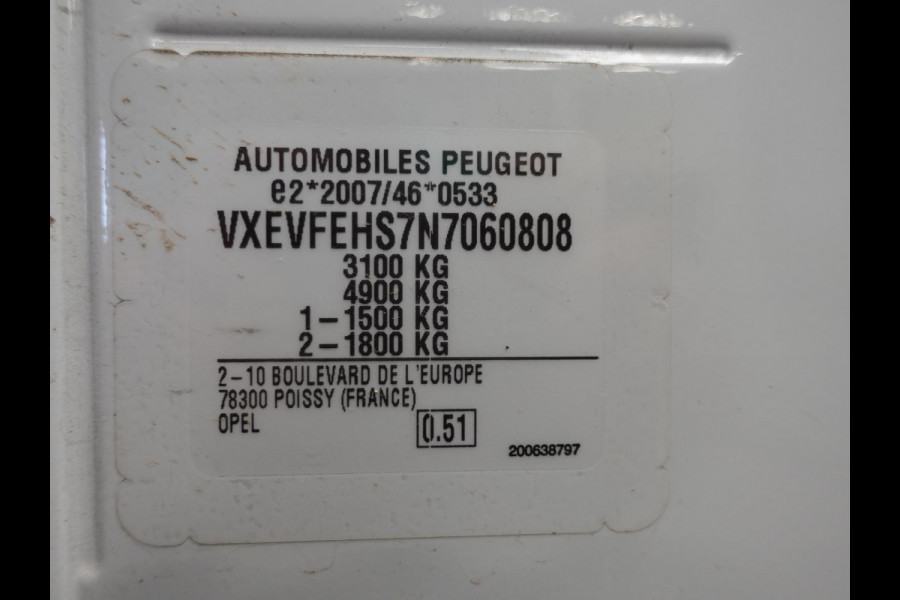 AUTOMOBILES PEUGEOT
e2*2007/46*0533
VXEVFEHS7N7060808
3100 KG
4900 KG
1-1500 KG
2-1800 KG
2-10 BOULEVARD DE L'EUROPE
78300 POISSY (FRANCE)
OPEL
0.51
200638797